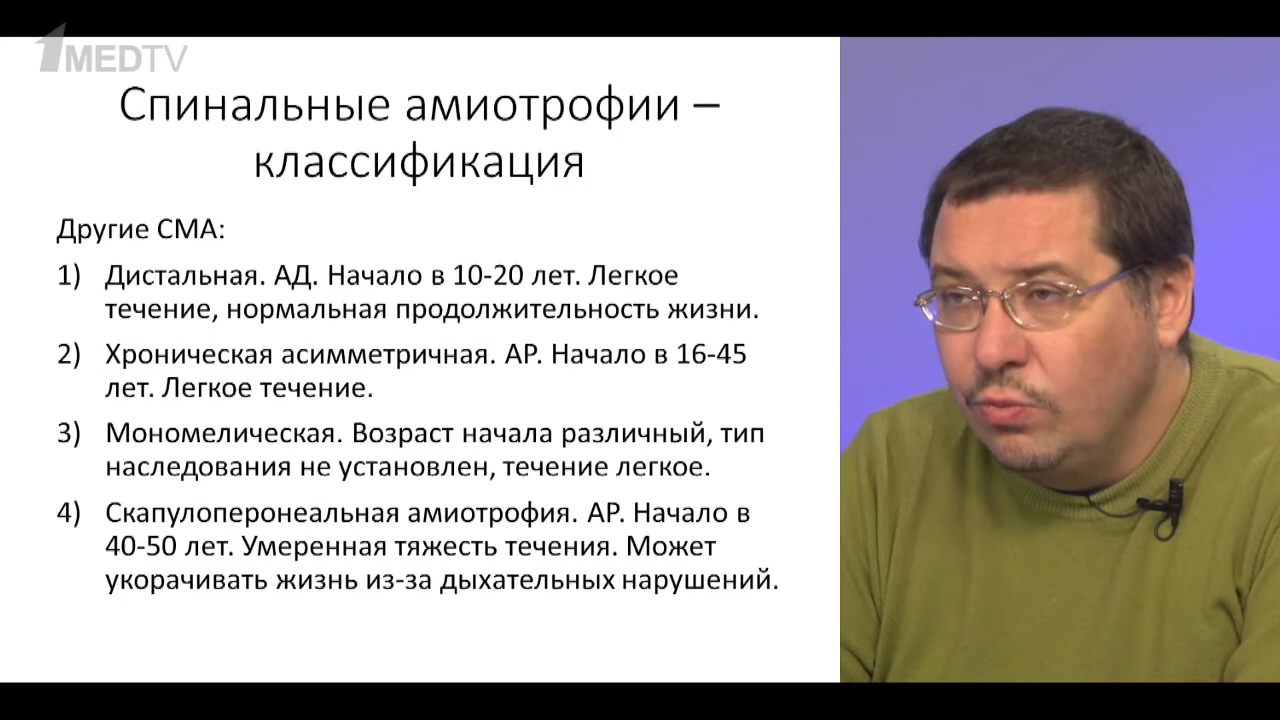 1MEDTV
Спинальные амиотрофии –
классификация
Другие СМА:
1) Дистальная. АД. Начало в 10-20 лет. Легкое
течение, нормальная продолжительность жизни.
2) Хроническая асимметричная. АР. Начало в 16-45
лет. Легкое течение.
3) Мономелическая. Возраст начала различный, тип
наследования не установлен, течение легкое.
4) Скапулоперонеальная амиотрофия. АР. Начало в
40-50 лет. Умеренная тяжесть течения. Может
укорачивать жизнь из-за дыхательных нарушений.